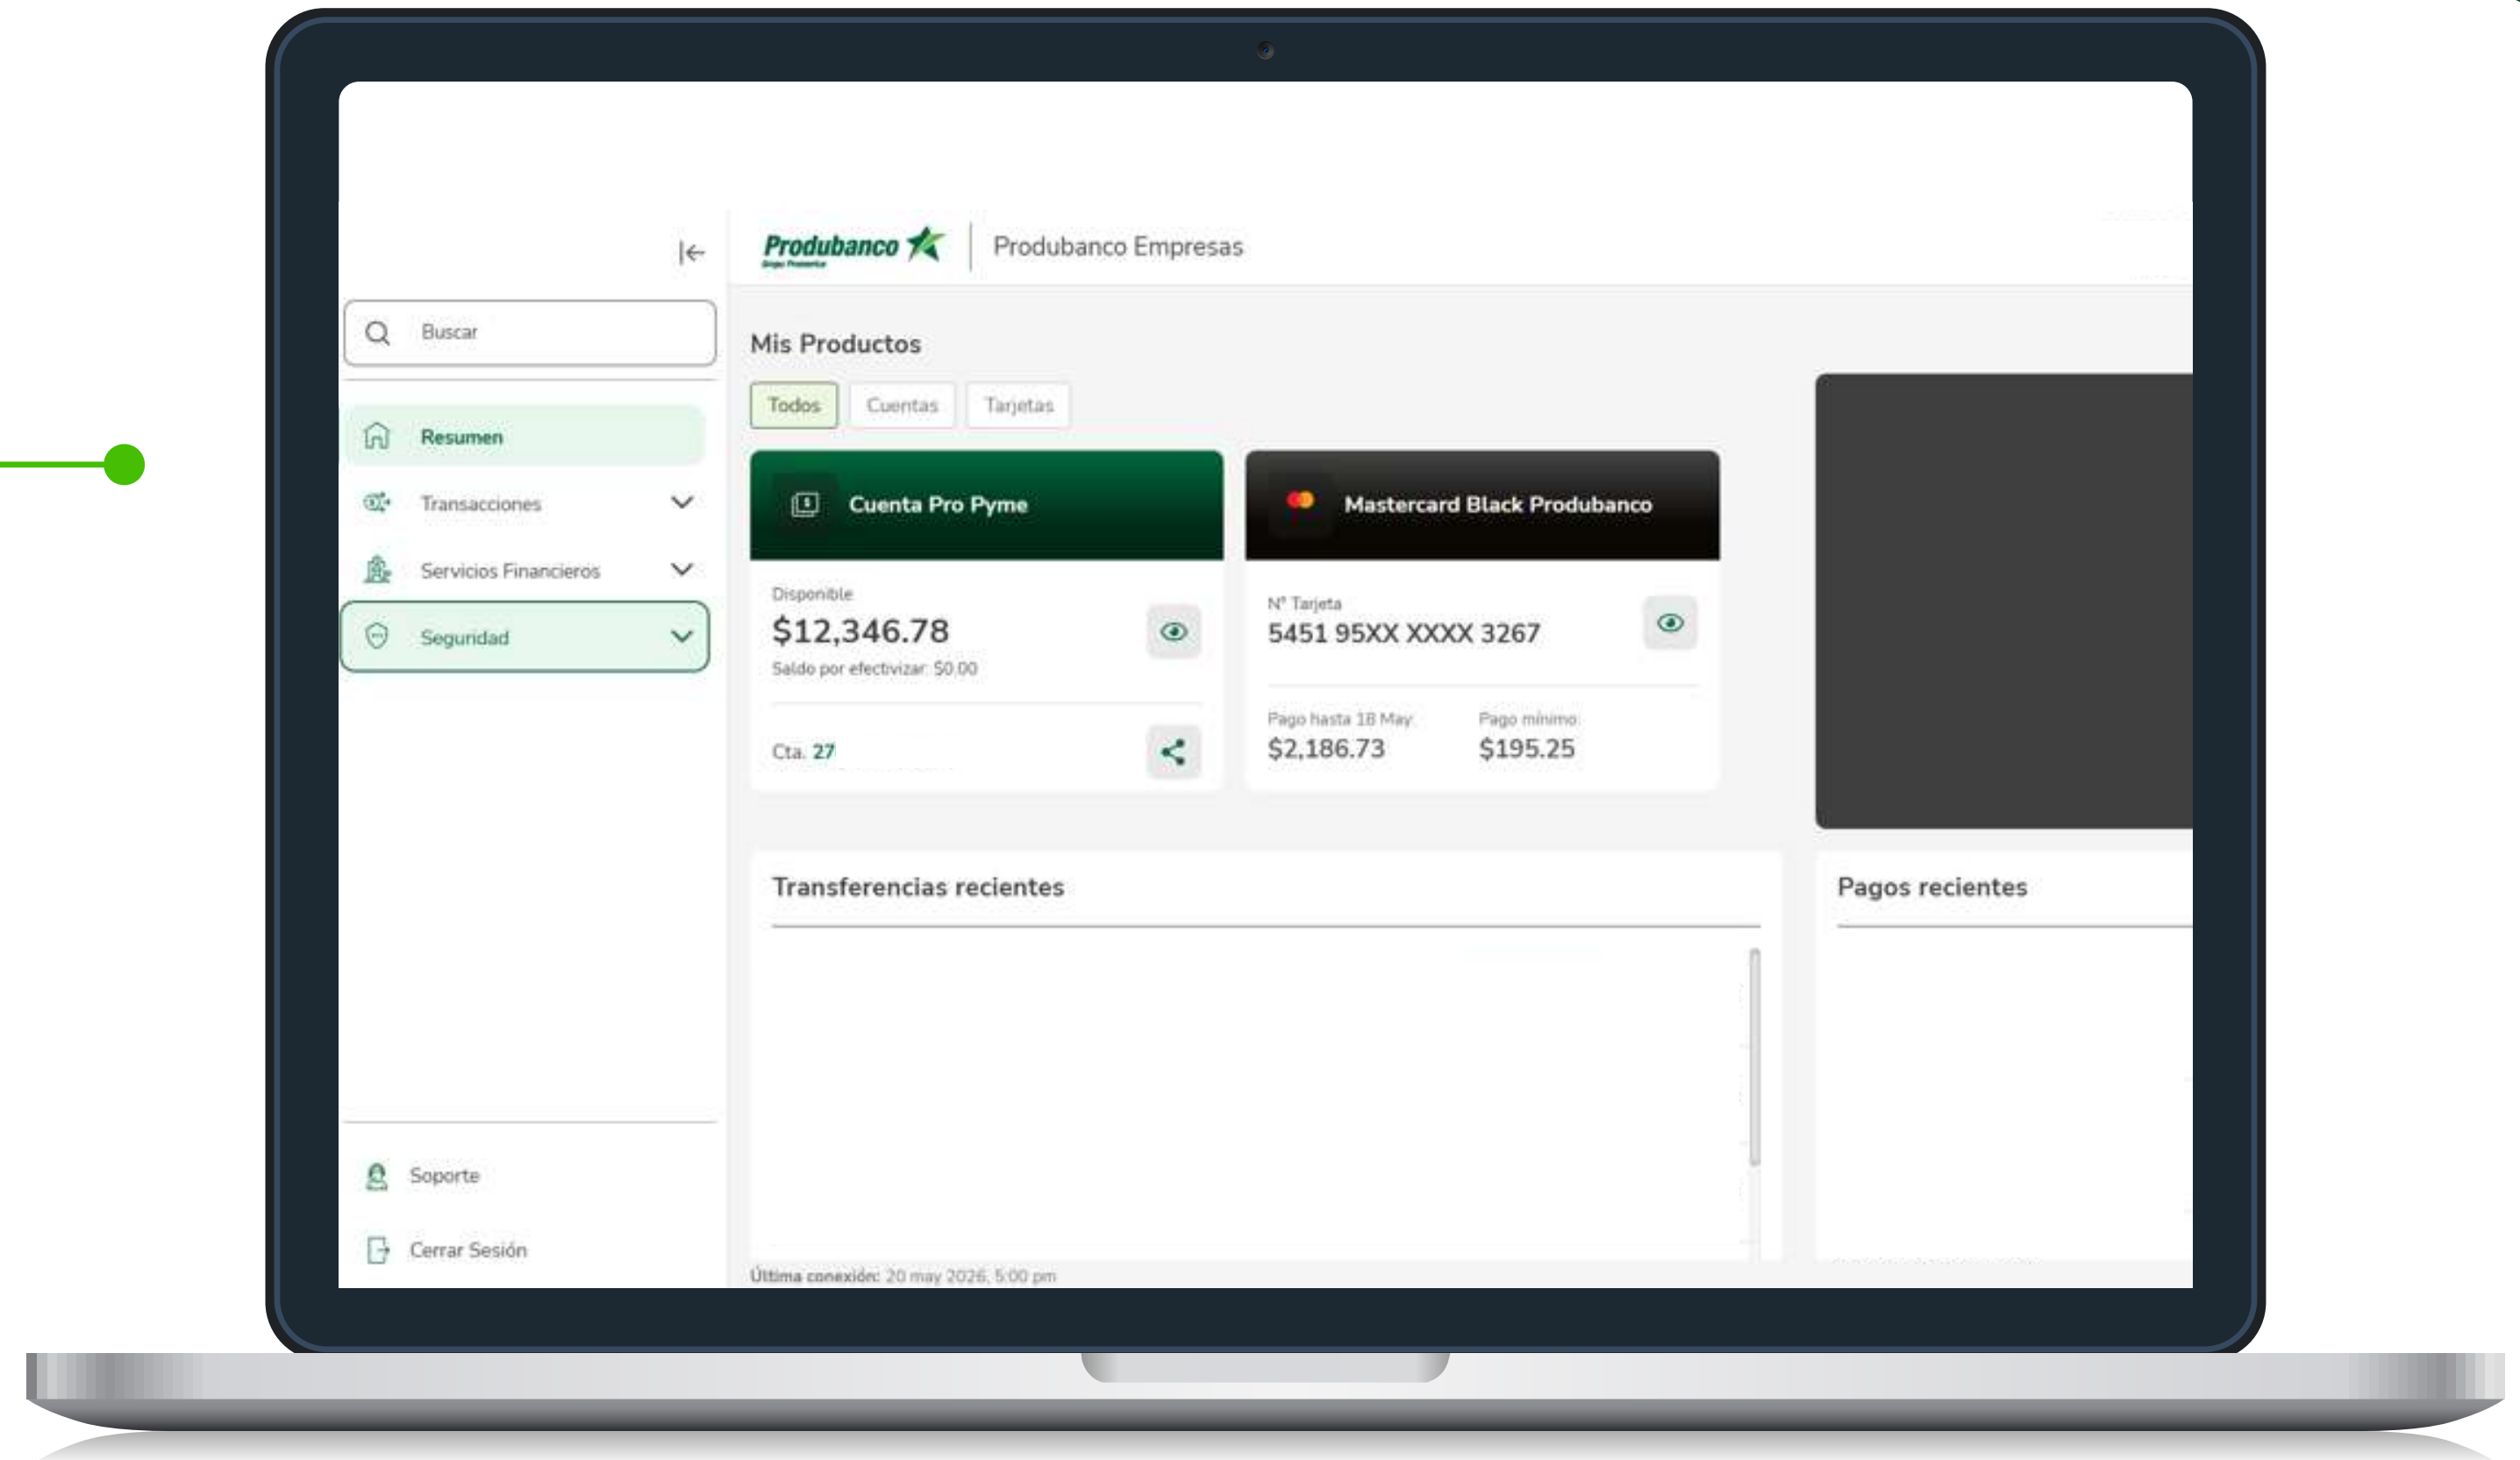 Produbanco
Grupo Promerica
Produbanco Empresas
Buscar
Resumen
Transacciones
Servicios Financieros
Seguridad
Soporte
Cerrar Sesión
Mis Productos
Todos Cuentas Tarjetas
Cuenta Pro Pyme
Disponible
$12,346.78
Saldo por efectivizar: $0.00
Cta. 27
Mastercard Black Produbanco
N° Tarjeta
5451 95XX XXXX 3267
Pago hasta 18 May: Pago mínimo:
$2,186.73 $195.25
Transferencias recientes
Pagos recientes
Última conexión: 20 may 2026, 5:00 pm